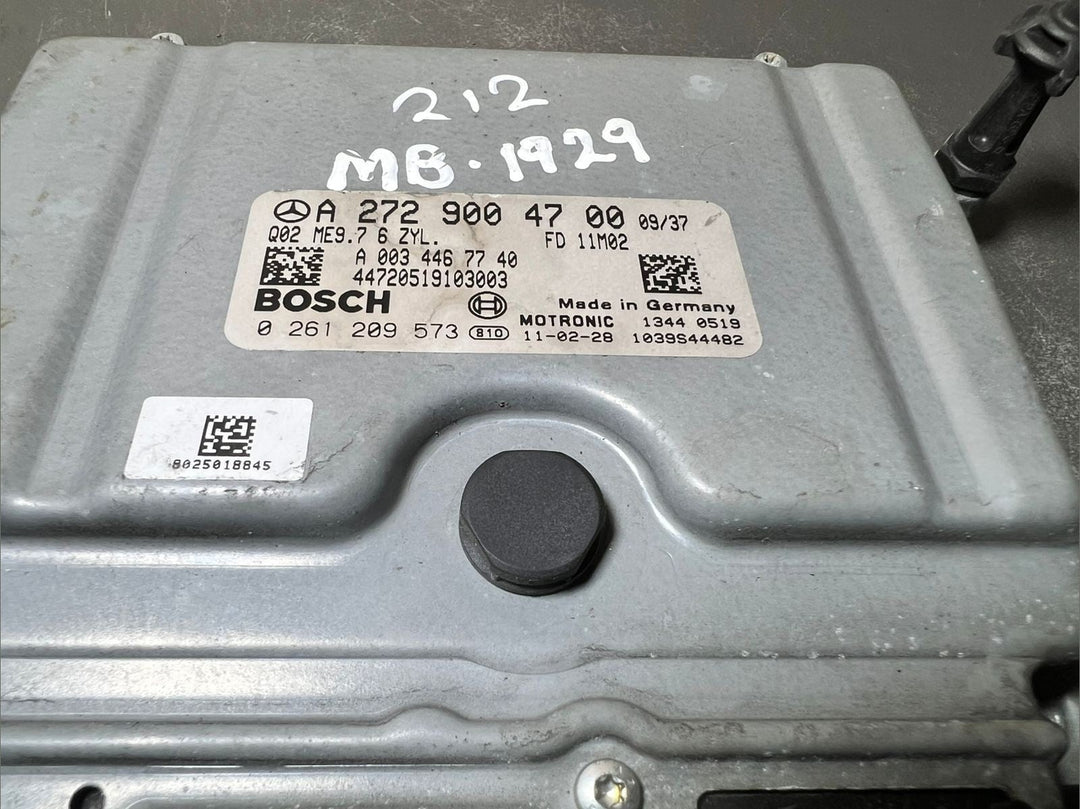 212
MB.1929
A 272 900 47 00 09/37
Q02 ME9.7 6 ZYL. FD 11M02
A 003 446 77 40
44720519103003
BOSCH Made in Germany
MOTRONIC 1344 0519
0 261 209 573 810 11-02-28 1039S44482
8025018845